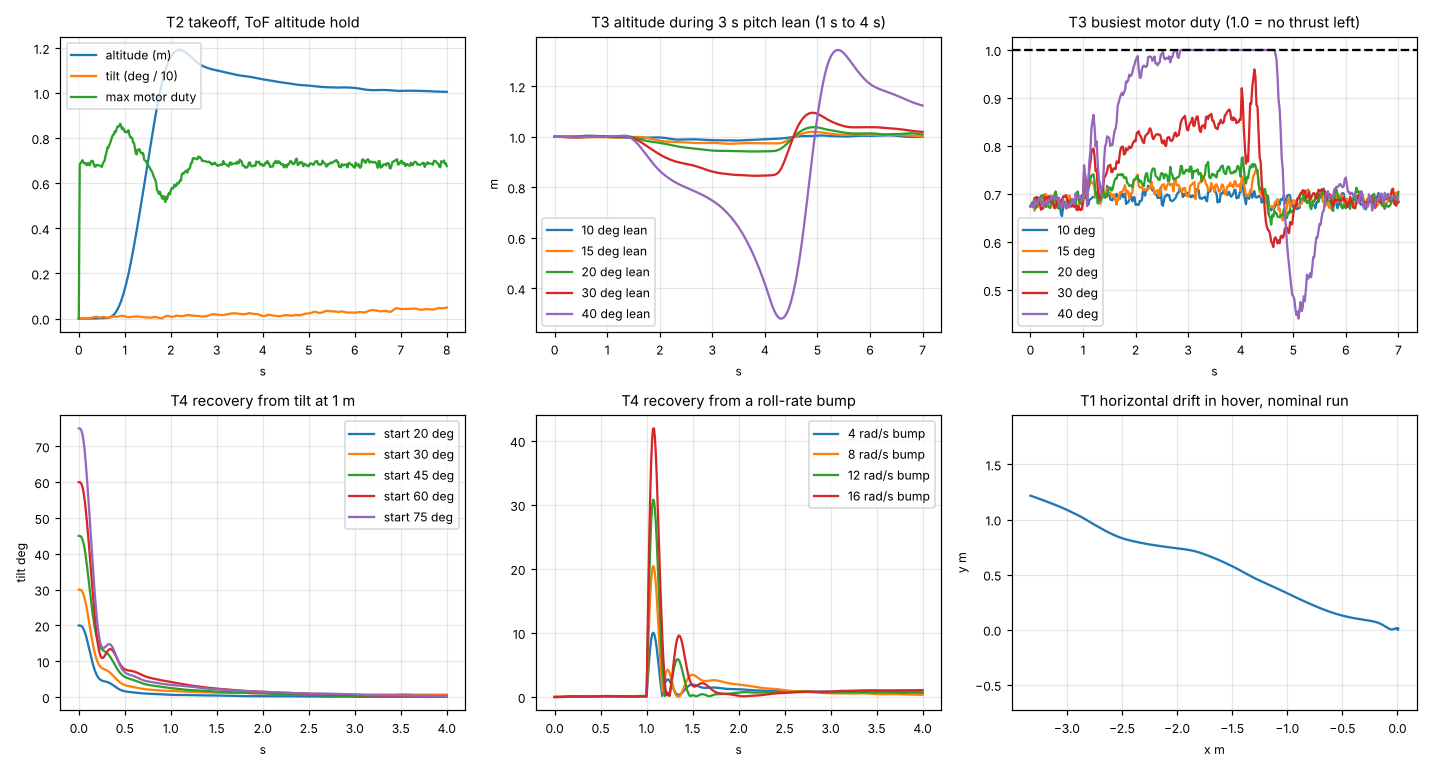 T2 takeoff, ToF altitude hold
altitude (m)
tilt (deg / 10)
max motor duty
1.2
1.0
0.8
0.6
0.4
0.2
0.0
0
1
2
3
4
5
6
7
8
s
T3 altitude during 3 s pitch lean (1 s to 4 s)
m
1.2
1.0
0.8
0.6
0.4
10 deg lean
15 deg lean
20 deg lean
30 deg lean
40 deg lean
0
1
2
3
4
5
6
7
s
T3 busiest motor duty (1.0 = no thrust left)
1.0
0.9
0.8
0.7
0.6
0.5
10 deg
15 deg
20 deg
30 deg
40 deg
0
1
2
3
4
5
6
7
s
T4 recovery from tilt at 1 m
tilt deg
70
60
50
40
30
20
10
0
start 20 deg
start 30 deg
start 45 deg
start 60 deg
start 75 deg
0.0
0.5
1.0
1.5
2.0
2.5
3.0
3.5
4.0
s
T4 recovery from a roll-rate bump
40
30
20
10
0
4 rad/s bump
8 rad/s bump
12 rad/s bump
16 rad/s bump
0.0
0.5
1.0
1.5
2.0
2.5
3.0
3.5
4.0
s
T1 horizontal drift in hover, nominal run
y m
1.5
1.0
0.5
0.0
−0.5
−3.0
−2.5
−2.0
−1.5
−1.0
−0.5
0.0
x m